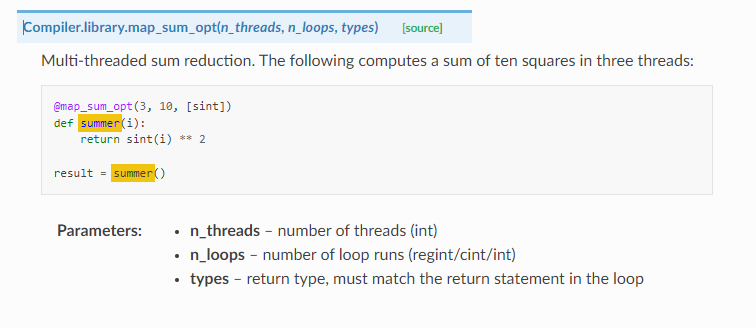 Compiler.library.map_sum_opt(n_threads, n_loops, types) [source]
Multi-threaded sum reduction. The following computes a sum of ten squares in three threads:
@map_sum_opt(3, 10, [sint])
def summer(i):
    return sint(i) ** 2
result = summer()
Parameters:
• n_threads – number of threads (int)
• n_loops – number of loop runs (regint/cint/int)
• types – return type, must match the return statement in the loop